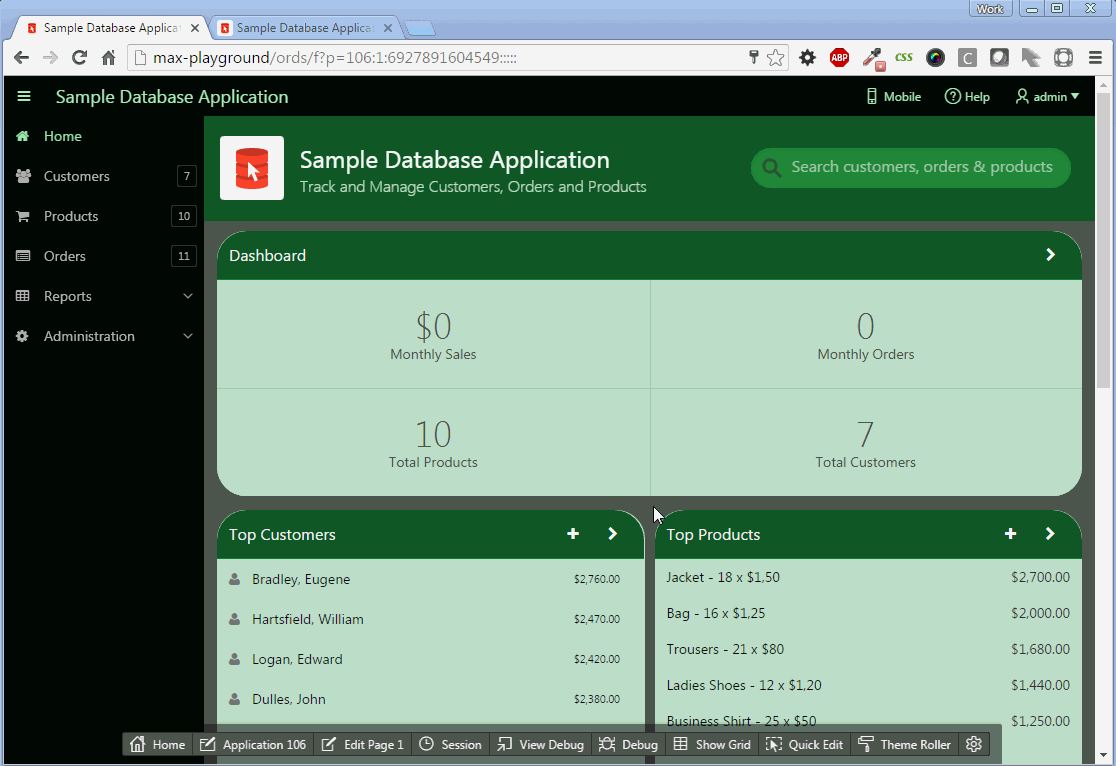 Work
Sample Database Applicat
Sample Database Applicat
max-playground/ords/f?p=106:1:6927891604549:::::
ABP
CSS
C
Sample Database Application
Mobile
Help
admin
Home
Customers 7
Products 10
Orders 11
Reports
Administration
Sample Database Application
Track and Manage Customers, Orders and Products
Search customers, orders & products
Dashboard
$0
Monthly Sales
0
Monthly Orders
10
Total Products
7
Total Customers
Top Customers
Bradley, Eugene $2,760.00
Hartsfield, William $2,470.00
Logan, Edward $2,420.00
Dulles, John $2,380.00
Top Products
Jacket - 18 x $1,50 $2,700.00
Bag - 16 x $1,25 $2,000.00
Trousers - 21 x $80 $1,680.00
Ladies Shoes - 12 x $1,20 $1,440.00
Business Shirt - 25 x $50 $1,250.00
Home
Application 106
Edit Page 1
Session
View Debug
Debug
Show Grid
Quick Edit
Theme Roller